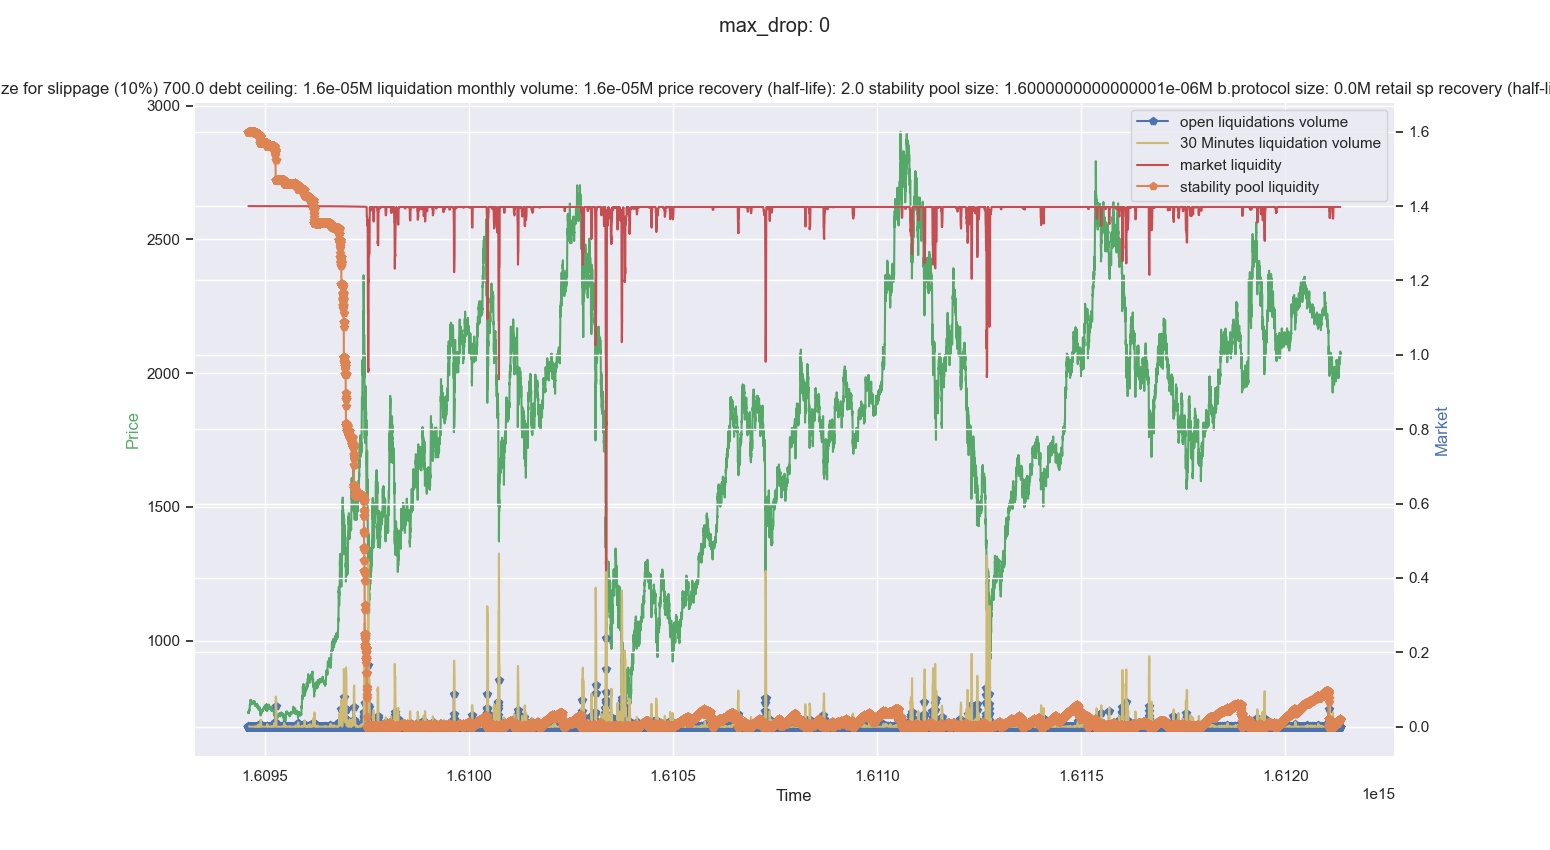 max_drop: 0
ze for slippage (10%) 700.0 debt ceiling: 1.6e-05M liquidation monthly volume: 1.6e-05M price recovery (half-life): 2.0 stability pool size: 1.6000000000000001e-06M b.protocol size: 0.0M retail sp recovery (half-li
3000
2500
2000
1500
1000
Price
open liquidations volume
30 Minutes liquidation volume
market liquidity
stability pool liquidity
1.6
1.4
1.2
1.0
0.8
0.6
0.4
0.2
0.0
Market
1.6095 1.6100 1.6105 1.6110 1.6115 1.6120
Time
1e15